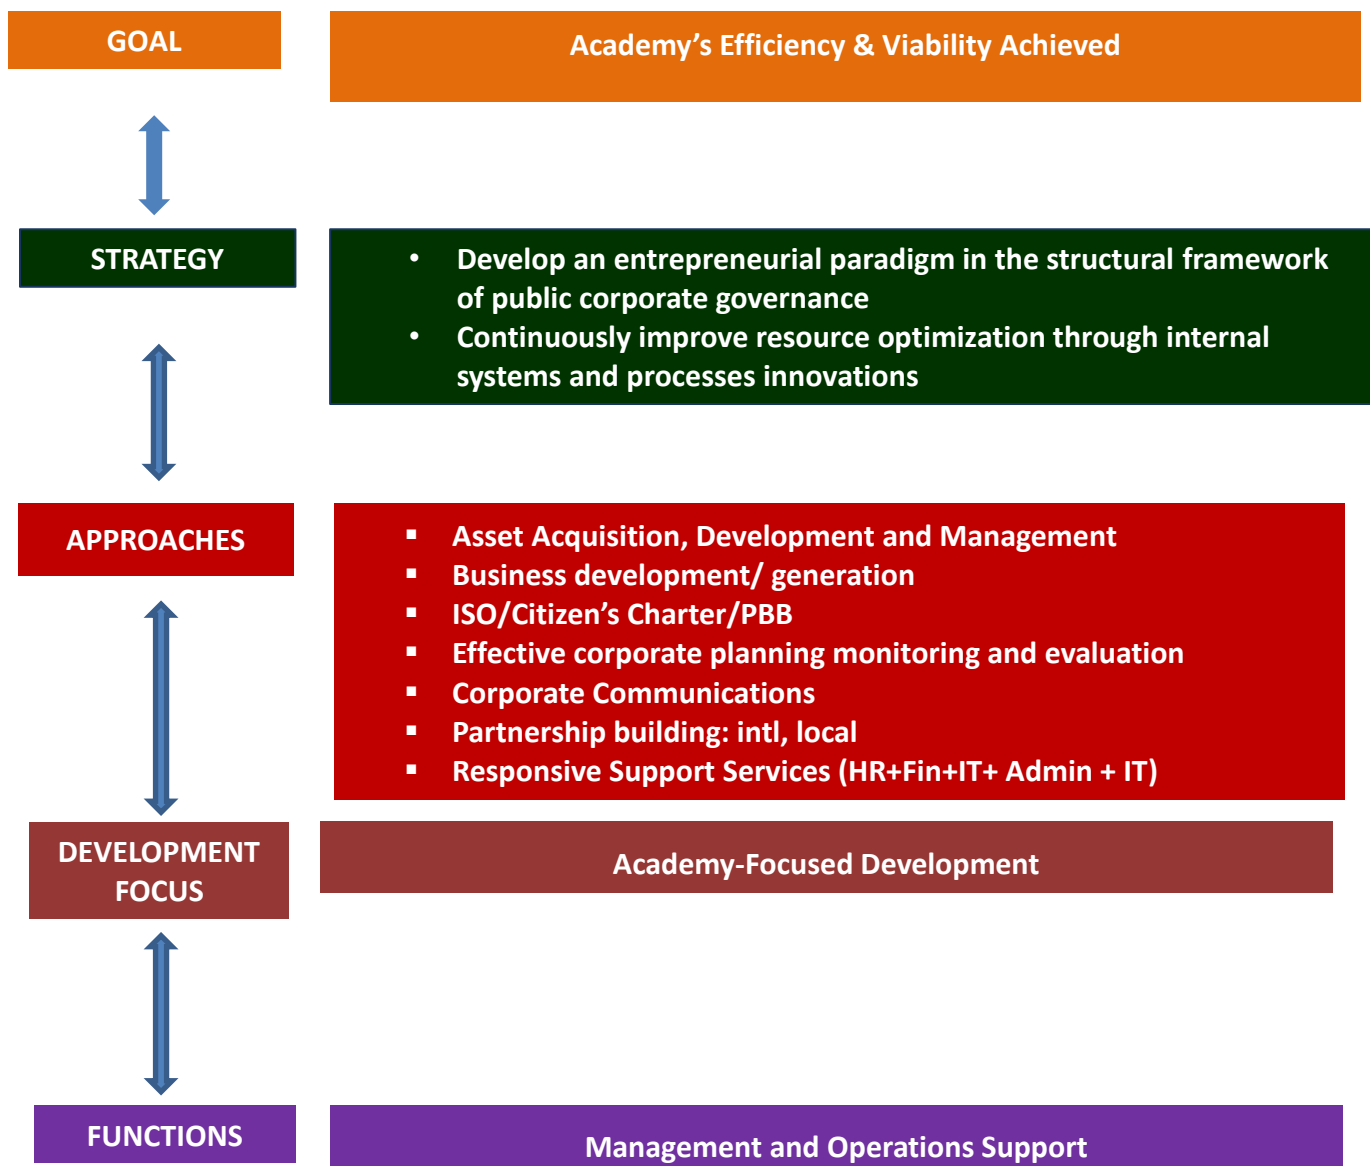 GOAL
Academy’s Efficiency & Viability Achieved
STRATEGY
• Develop an entrepreneurial paradigm in the structural framework
of public corporate governance
• Continuously improve resource optimization through internal
systems and processes innovations
APPROACHES
▪ Asset Acquisition, Development and Management
▪ Business development/ generation
▪ ISO/Citizen’s Charter/PBB
▪ Effective corporate planning monitoring and evaluation
▪ Corporate Communications
▪ Partnership building: intl, local
▪ Responsive Support Services (HR+Fin+IT+ Admin + IT)
DEVELOPMENT
FOCUS
Academy-Focused Development
FUNCTIONS
Management and Operations Support